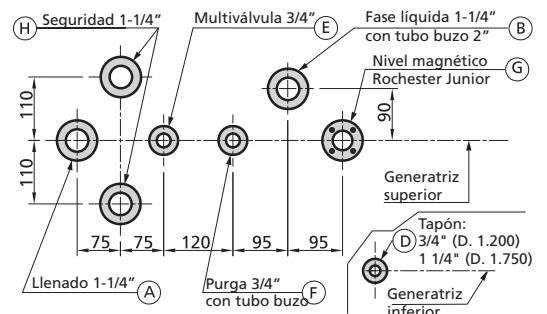 H
Seguridad 1-1/4"
Multiválvula 3/4"
E
Fase líquida 1-1/4"
con tubo buzo 2"
B
Nivel magnético
Rochester Junior
G
110
110
90
Generatriz
superior
75
75
120
95
95
Llenado 1-1/4"
A
Purga 3/4"
con tubo buzo
F
D
Tapón:
3/4" (D. 1.200)
1 1/4" (D. 1.750)
Generatriz
inferior